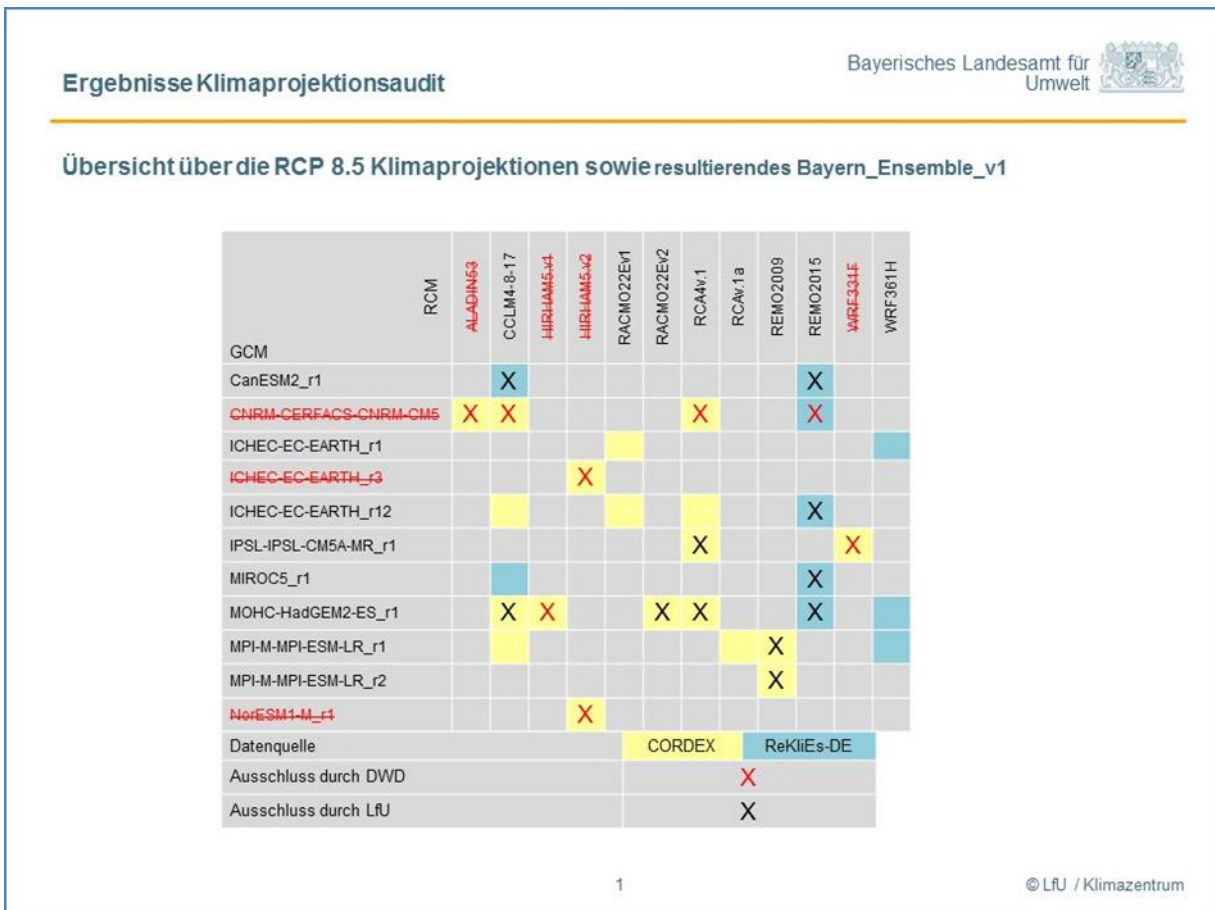 Ergebnisse Klimaprojektionsaudit
Bayerisches Landesamt für
Umwelt
Übersicht über die RCP 8.5 Klimaprojektionen sowie resultierendes Bayern_Ensemble_v1
RCM
ALADIN53
CCLM4-8-17
HIRHAM5.v1
HIRHAM5.v2
RACMO22Ev1
RACMO22Ev2
RCA4v.1
RCAv.1a
REMO2009
REMO2015
WRF331F
WRF361H
GCM
CanESM2_r1 X X
CNRM-CERFACS-CNRM-CM5 X X X X
ICHEC-EC-EARTH_r1
ICHEC-EC-EARTH_r3 X
ICHEC-EC-EARTH_r12 X
IPSL-IPSL-CM5A-MR_r1 X X
MIROC5_r1 X
MOHC-HadGEM2-ES_r1 X X X X X
MPI-M-MPI-ESM-LR_r1 X
MPI-M-MPI-ESM-LR_r2 X
NorESM1-M_r1 X
Datenquelle CORDEX ReKliEs-DE
Ausschluss durch DWD X
Ausschluss durch LfU X
1
© LfU / Klimazentrum